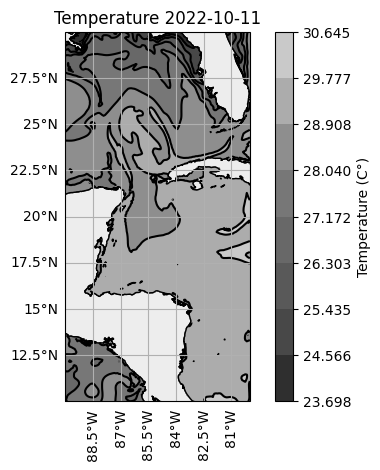 Temperature 2022-10-11
27.5°N
25°N
22.5°N
20°N
17.5°N
15°N
12.5°N
88.5°W
87°W
85.5°W
84°W
82.5°W
81°W
30.645
29.777
28.908
28.040
27.172
26.303
25.435
24.566
23.698
Temperature (C°)